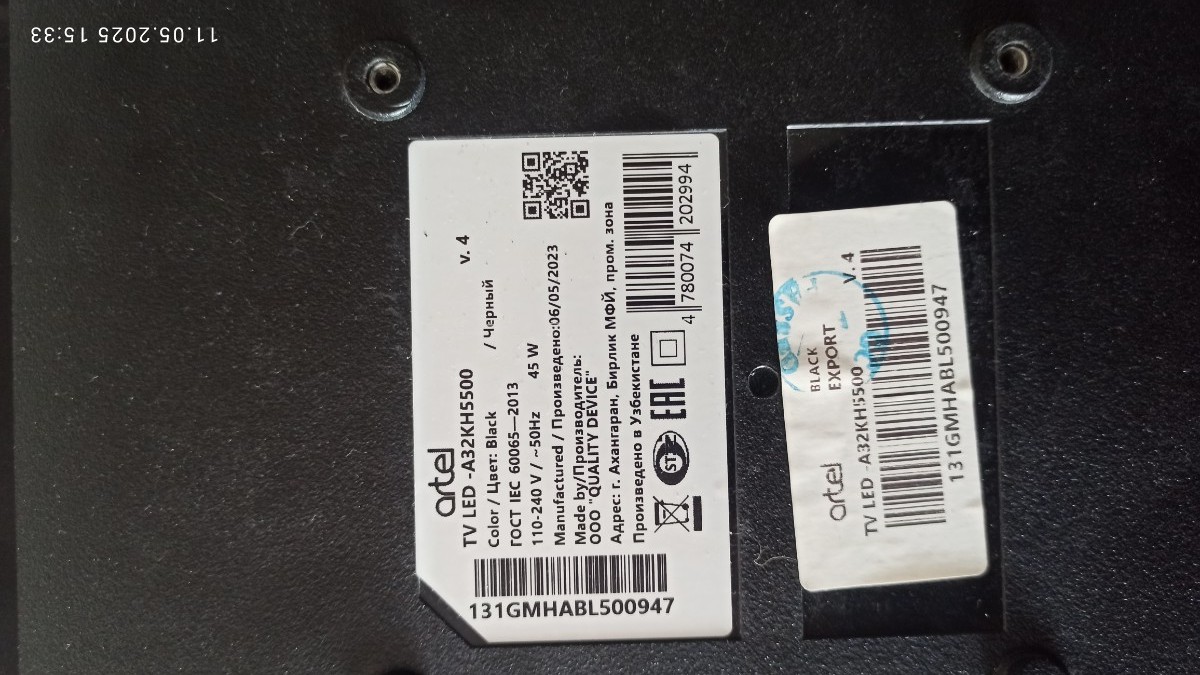 11.05.2025 15:33
artel
TV LED -A32KH5500 v. 4
Color / Цвет: Black / Черный
ГОСТ IEC 60065—2013
110-240 V / ~50Hz 45 W
Manufactured / Произведено:06/05/2023
Made by/Производитель:
ООО "QUALITY DEVICE"
Адрес: г. Ахангаран, Бирлик МФЙ, пром. зона
Произведено в Узбекистане
ST
EAC
4 780074 202994
131GMHABL500947
artel
BLACK
EXPORT
TV LED -A32KH5500 V. 4
131GMHABL500947